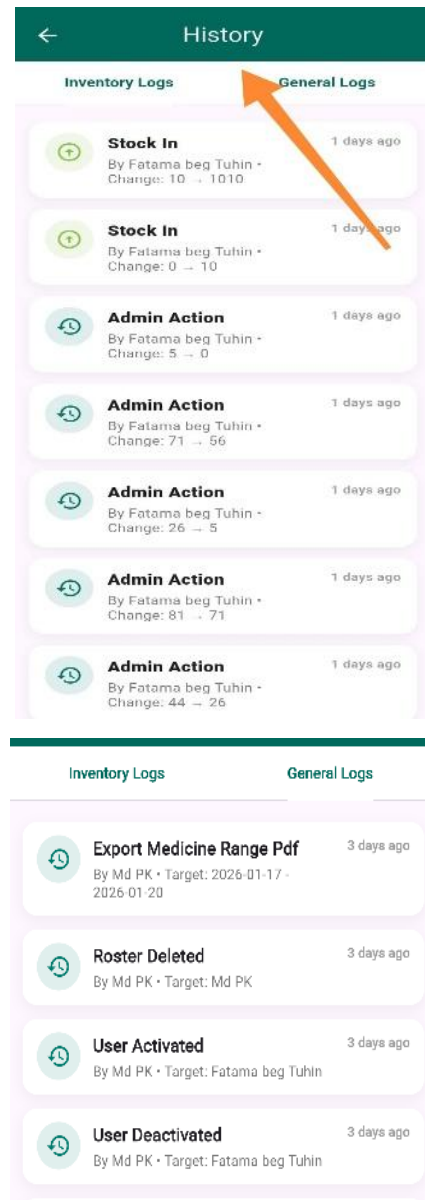 History
Inventory Logs
General Logs
Stock In
1 days ago
By Fatama beg Tuhin •
Change: 10 → 1010
Stock In
1 days ago
By Fatama beg Tuhin •
Change: 0 → 10
Admin Action
1 days ago
By Fatama beg Tuhin •
Change: 5 → 0
Admin Action
1 days ago
By Fatama beg Tuhin •
Change: 71 → 56
Admin Action
1 days ago
By Fatama beg Tuhin •
Change: 26 → 5
Admin Action
1 days ago
By Fatama beg Tuhin •
Change: 81 → 71
Admin Action
1 days ago
By Fatama beg Tuhin •
Change: 44 → 26
Inventory Logs
General Logs
Export Medicine Range Pdf
3 days ago
By Md PK • Target: 2026-01-17 -
2026-01-20
Roster Deleted
3 days ago
By Md PK • Target: Md PK
User Activated
3 days ago
By Md PK • Target: Fatama beg Tuhin
User Deactivated
3 days ago
By Md PK • Target: Fatama beg Tuhin